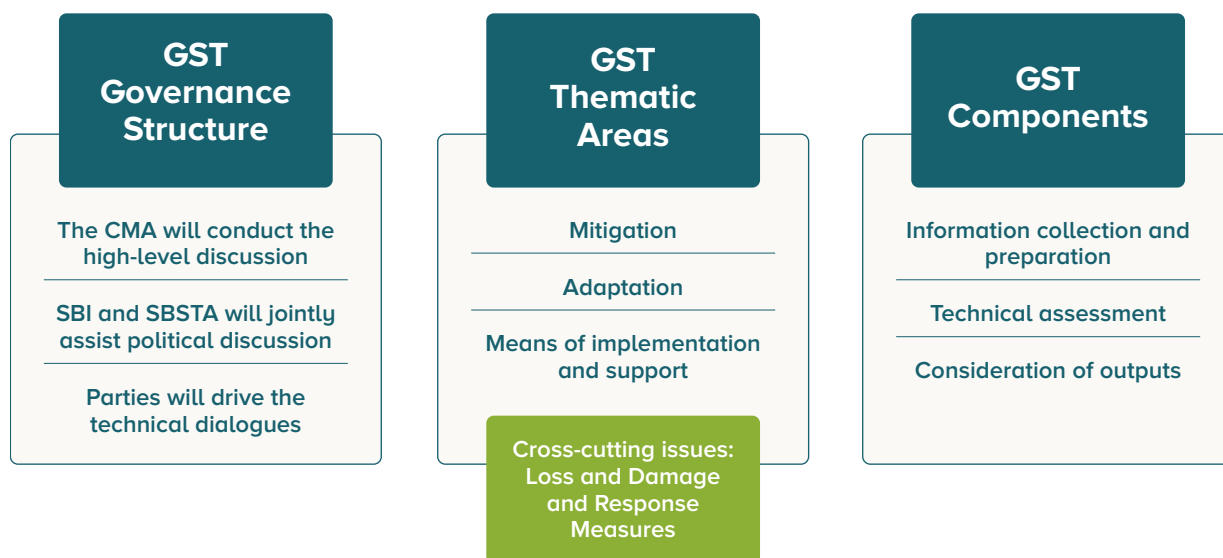 GST
Governance
Structure
The CMA will conduct the
high-level discussion
SBI and SBSTA will jointly
assist political discussion
Parties will drive the
technical dialogues
GST
Thematic
Areas
Mitigation
Adaptation
Means of implementation
and support
Cross-cutting issues:
Loss and Damage
and Response
Measures
GST
Components
Information collection and
preparation
Technical assessment
Consideration of outputs